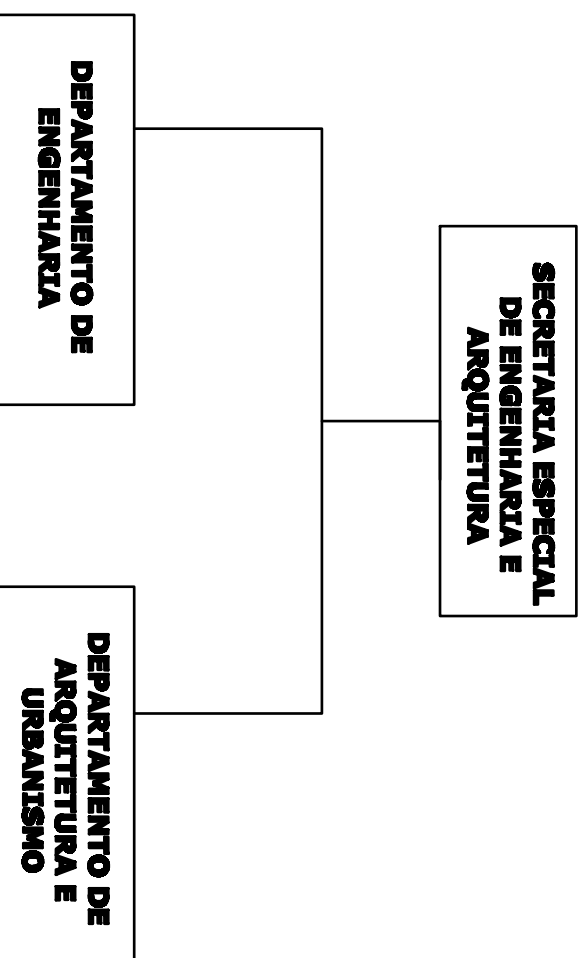 SECRETARIA ESPECIAL
DE ENGENHARIA E
ARQUITETURA
DEPARTAMENTO DE
ENGENHARIA
DEPARTAMENTO DE
ARQUITETURA E
URBANISMO